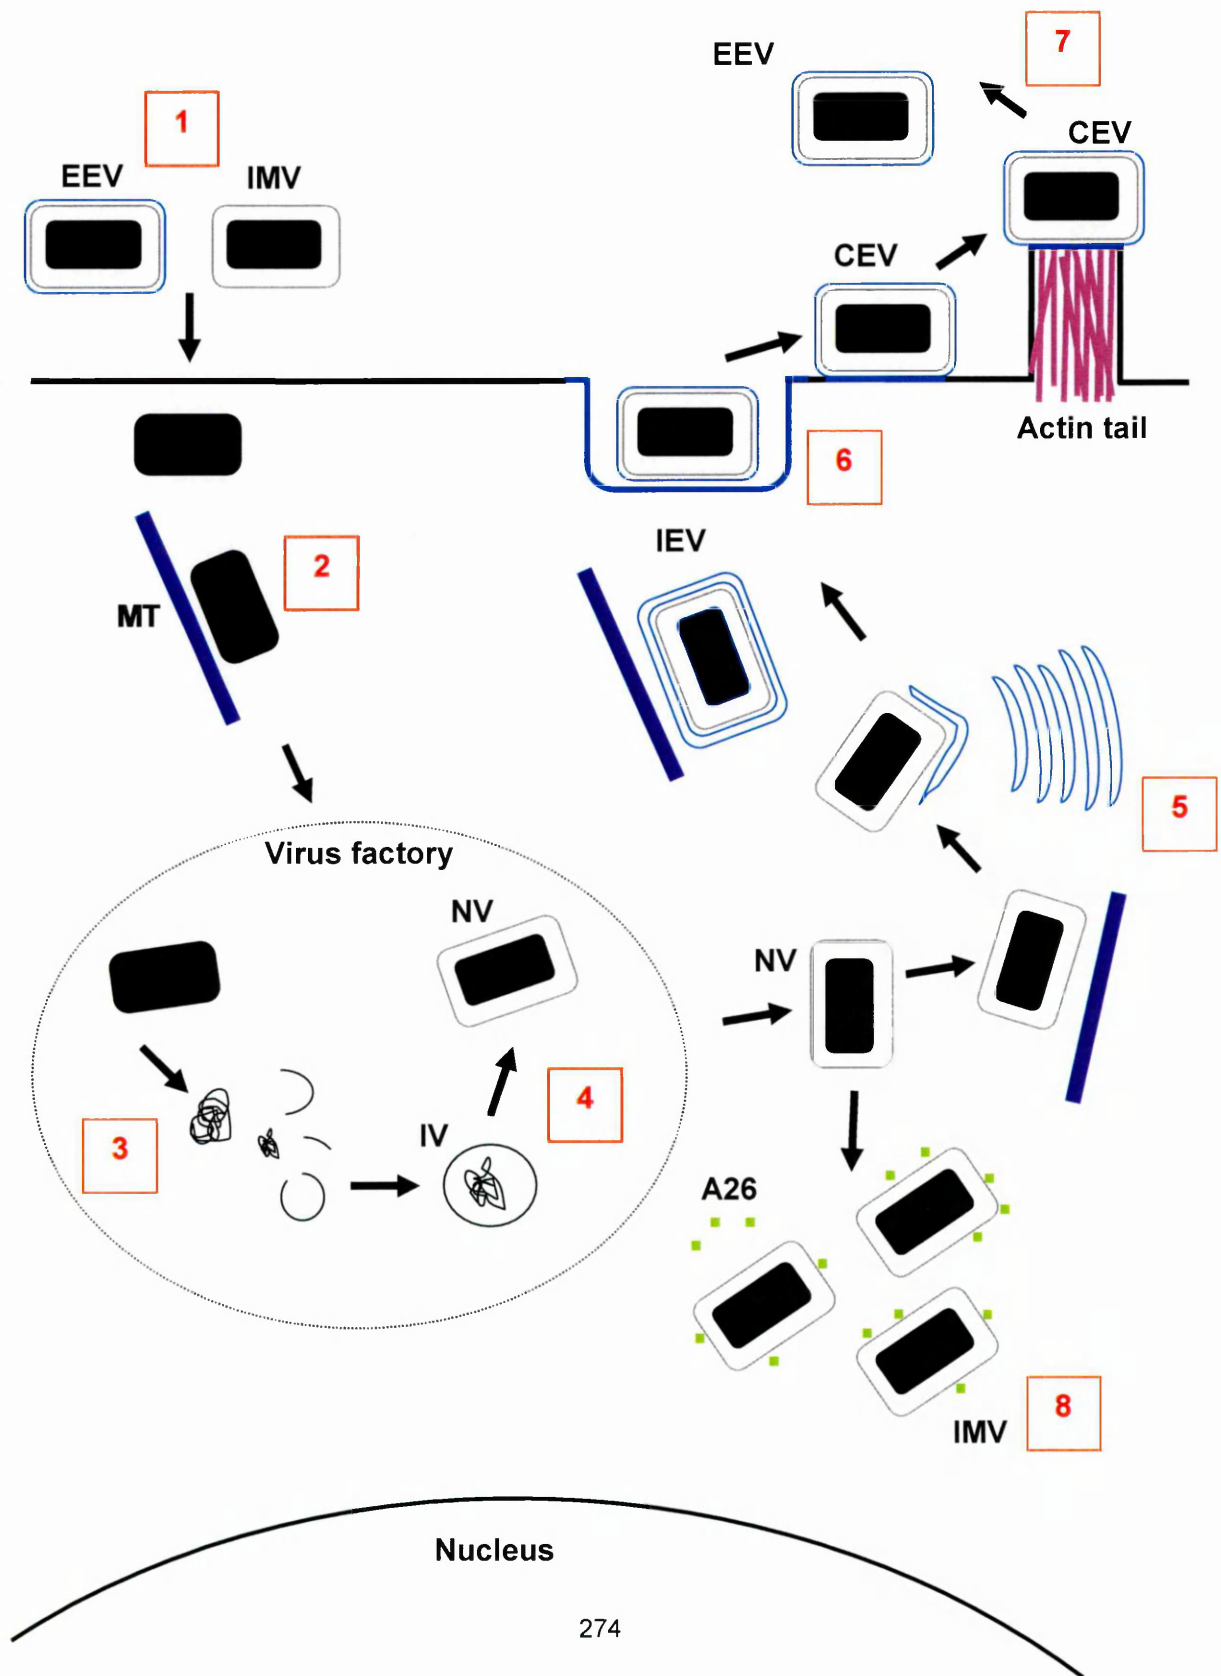 EEV
7
CEV
1
EEV IMV
CEV
Actin tail
6
IEV
2
MT
5
Virus factory
NV
NV
4
3
IV
A26
8
IMV
Nucleus
274